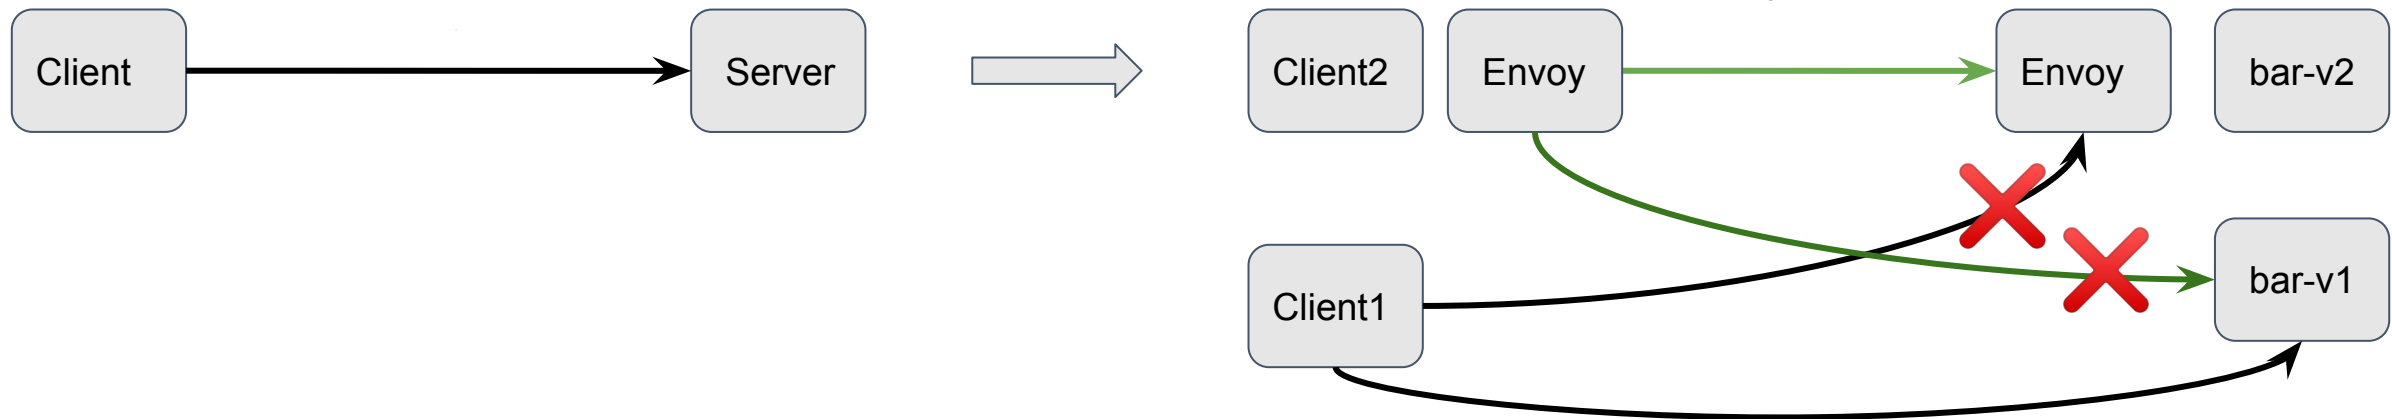 Client
Server
Client2
Envoy
Envoy
bar-v2
Client1
bar-v1